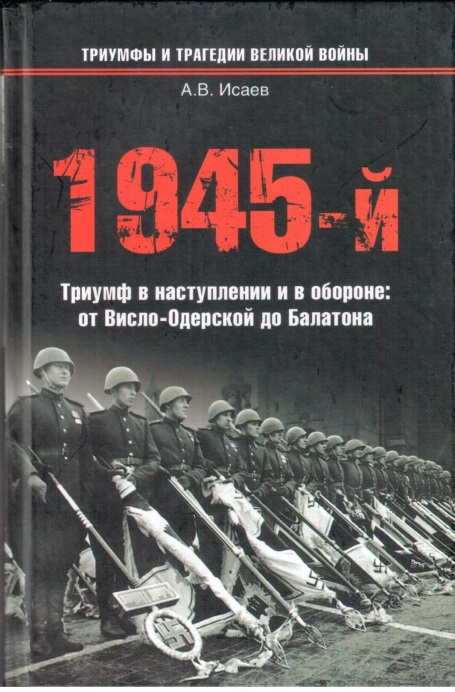 ТРИУМФЫ И ТРАГЕДИИ ВЕЛИКОЙ ВОЙНЫ
А.В. Исаев
1945-й
Триумф в наступлении и в обороне:
от Висло-Одерской до Балатона